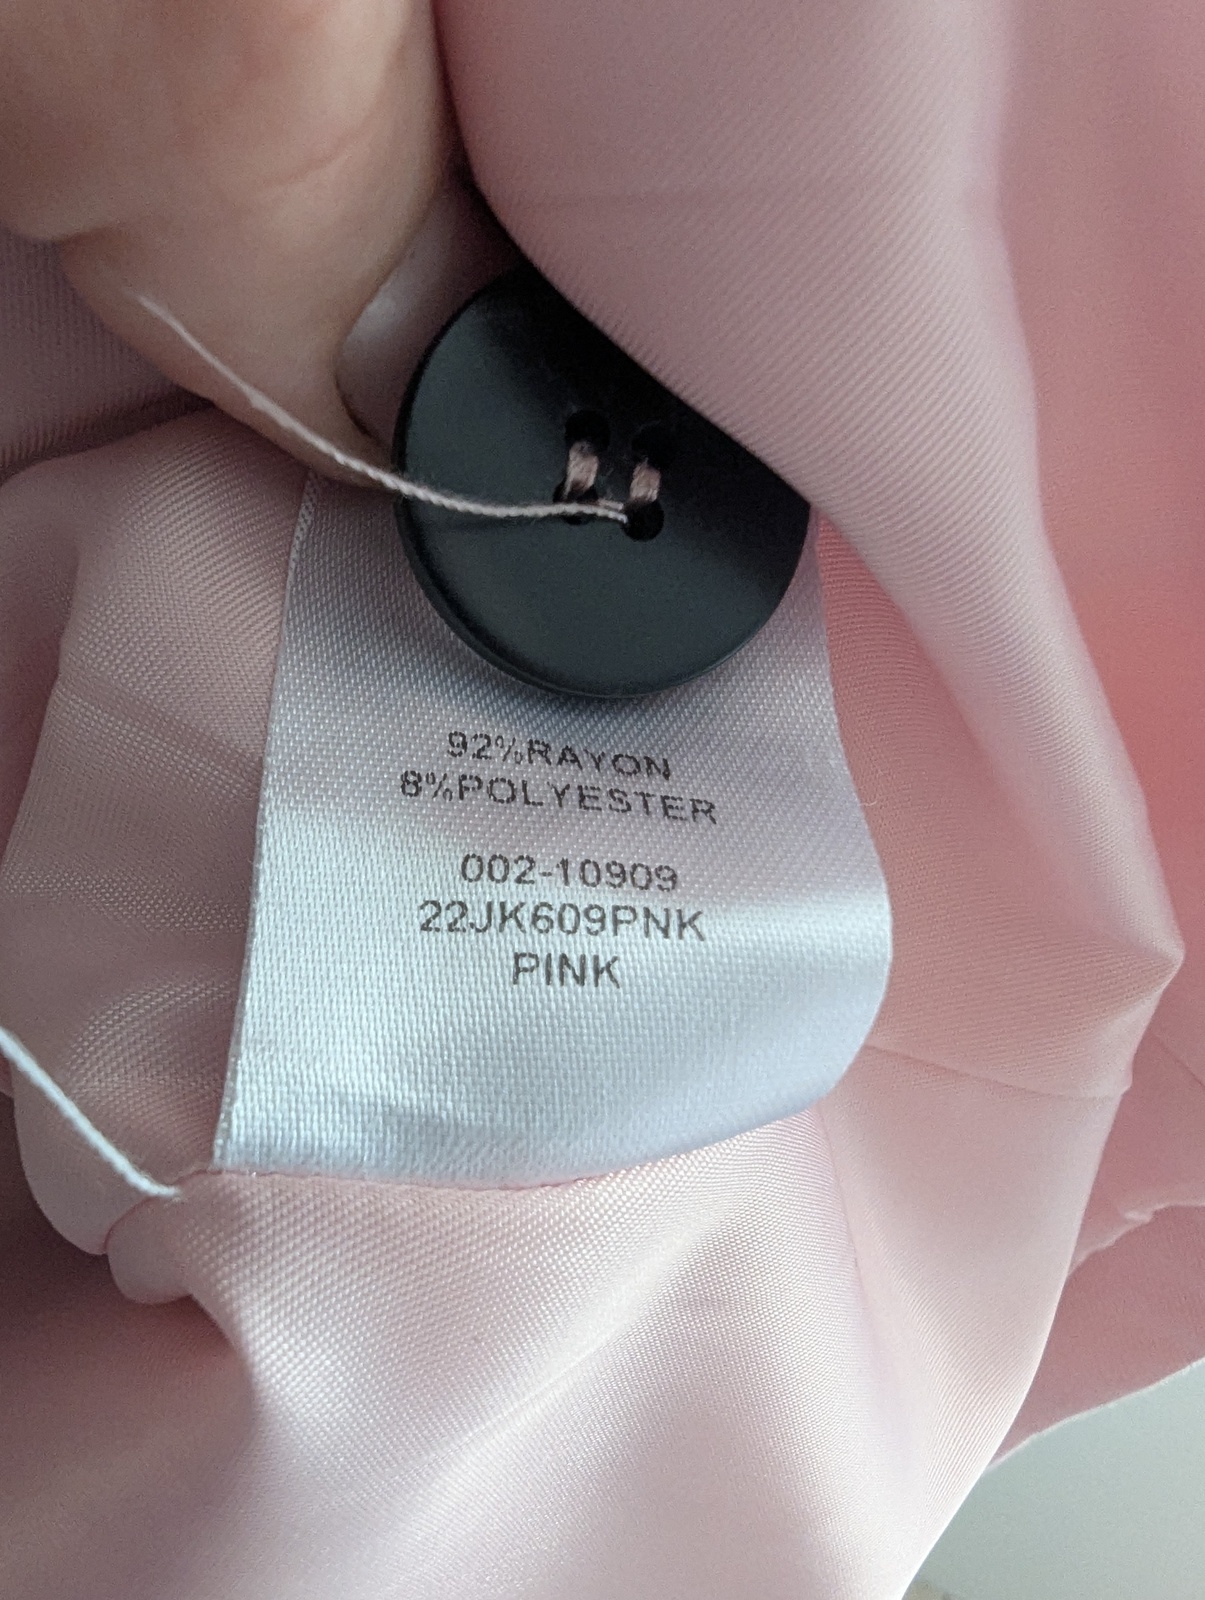 92%RAYON
8%POLYESTER
002-10909
22JK609PNK
PINK